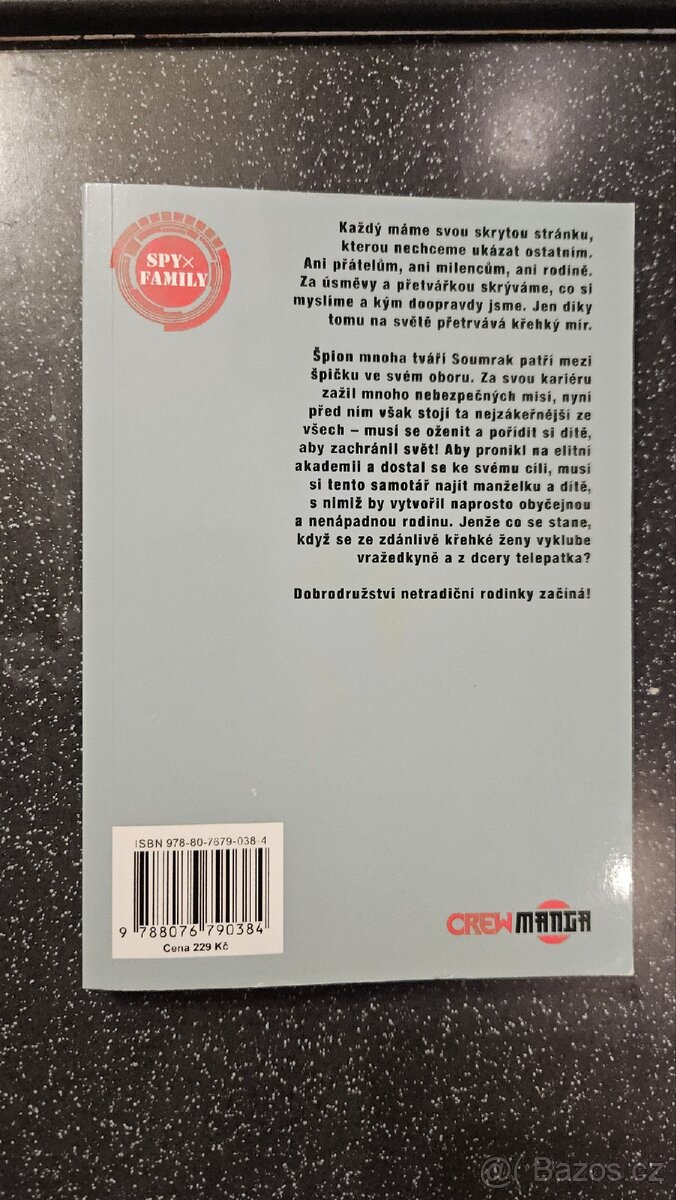 SPY×
FAMILY
Každý máme svou skrytou stránku,
kterou nechceme ukázat ostatním.
Ani přátelům, ani milencům, ani rodině.
Za úsměvy a přetvářkou skrýváme, co si
myslíme a kým doopravdy jsme. Jen díky
tomu na světě přetrvává křehký mír.
Špion mnoha tváří Soumrak patří mezi
špičku ve svém oboru. Za svou kariéru
zažil mnoho nebezpečných misí, nyní
před ním však stojí ta nejzákeřnější ze
všech – musí se oženit a pořídit si dítě,
aby zachránil svět! Aby pronikl na elitní
akademii a dostal se ke svému cíli, musí
si tento samotář najít manželku a dítě,
s nimiž by vytvořil naprosto obyčejnou
a nenápadnou rodinu. Jenže co se stane,
když se ze zdánlivě křehké ženy vyklube
vražedkyně a z dcery telepatka?
Dobrodružství netradiční rodinky začíná!
ISBN 978-80-7679-038-4
9 788076 790384
Cena 229 Kč
CREW MANGA
@ Bazos.cz